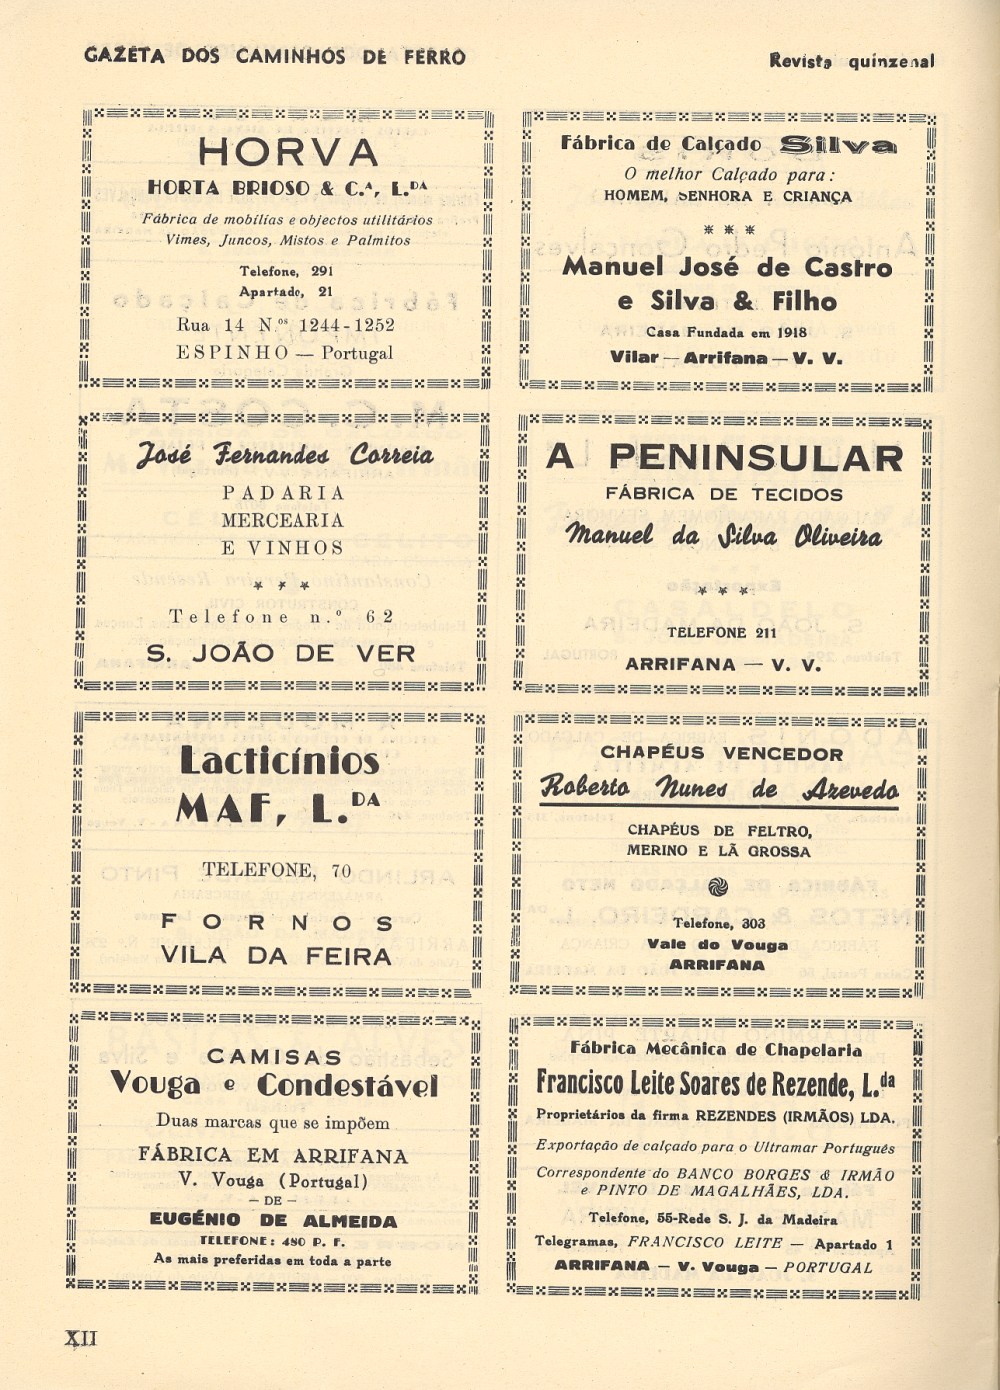 GAZETA DOS CAMINHOS DE FERRO
Revista quinzenal
HORVA
HORTA BRIOSO & C.ª, L.DA
Fábrica de mobílias e objectos utilitários
Vimes, Juncos, Mistos e Palmitos
Telefone, 291
Apartado, 21
Rua 14 N.os 1244-1252
ESPINHO — Portugal
Fábrica de Calçado Silva
O melhor Calçado para:
HOMEM, SENHORA E CRIANÇA
* * *
Manuel José de Castro
e Silva & Filho
Casa Fundada em 1918
Vilar — Arrifana — V. V.
José Fernandes Correia
PADARIA
MERCEARIA
E VINHOS
* * *
Telefone n.º 62
S. JOÃO DE VER
A PENINSULAR
FÁBRICA DE TECIDOS
Manuel da Silva Oliveira
* * *
TELEFONE 211
ARRIFANA — V. V.
Lacticínios
MAF, L.DA
TELEFONE, 70
FORNOS
VILA DA FEIRA
CHAPÉUS VENCEDOR
Roberto Nunes de Azevedo
CHAPÉUS DE FELTRO,
MERINO E LÃ GROSSA
Telefone, 303
Vale do Vouga
ARRIFANA
CAMISAS
Vouga e Condestável
Duas marcas que se impõem
FÁBRICA EM ARRIFANA
V. Vouga (Portugal)
— DE —
EUGÉNIO DE ALMEIDA
TELEFONE: 480 P. F.
As mais preferidas em toda a parte
Fábrica Mecânica de Chapelaria
Francisco Leite Soares de Rezende, L.da
Proprietários da firma REZENDES (IRMÃOS) LDA.
Exportação de calçado para o Ultramar Português
Correspondente do BANCO BORGES & IRMÃO
e PINTO DE MAGALHÃES, LDA.
Telefone, 55-Rede S. J. da Madeira
Telegramas, FRANCISCO LEITE — Apartado 1
ARRIFANA — V. Vouga — PORTUGAL
XII